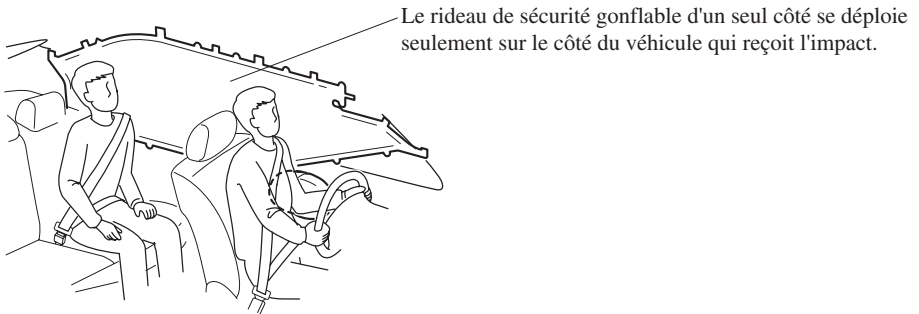 Le rideau de sécurité gonflable d'un seul côté se déploie
seulement sur le côté du véhicule qui reçoit l'impact.